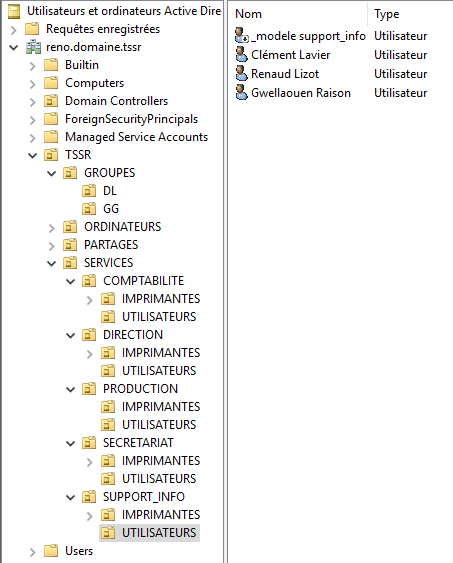 Utilisateurs et ordinateurs Active Dire
Requêtes enregistrées
reno.domaine.tssr
Builtin
Computers
Domain Controllers
ForeignSecurityPrincipals
Managed Service Accounts
TSSR
GROUPES
DL
GG
ORDINATEURS
PARTAGES
SERVICES
COMPTABILITE
IMPRIMANTES
UTILISATEURS
DIRECTION
IMPRIMANTES
UTILISATEURS
PRODUCTION
IMPRIMANTES
UTILISATEURS
SECRETARIAT
IMPRIMANTES
UTILISATEURS
SUPPORT_INFO
IMPRIMANTES
UTILISATEURS
Users
Nom Type
_modele support_info Utilisateur
Clément Lavier Utilisateur
Renaud Lizot Utilisateur
Gwellaouen Raison Utilisateur